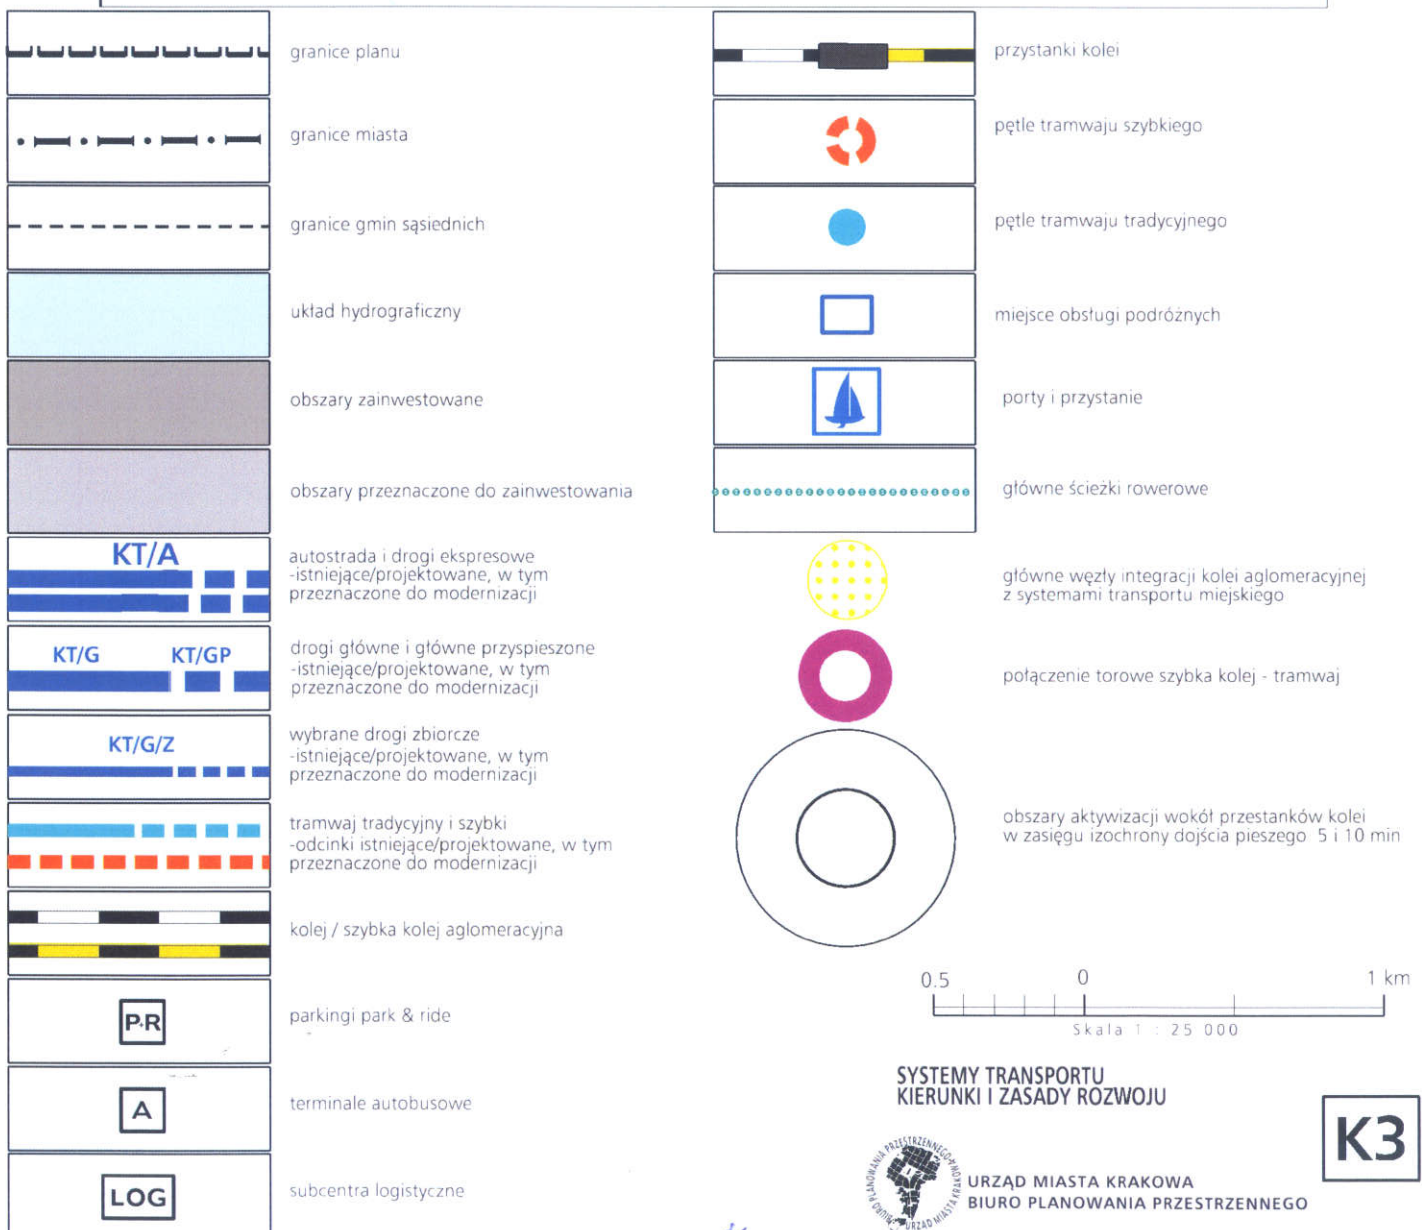 granice planu
granice miasta
granice gmin sąsiednich
układ hydrograficzny
obszary zainwestowane
obszary przeznaczone do zainwestowania
KT/A
autostrada i drogi ekspresowe
-istniejące/projektowane, w tym
przeznaczone do modernizacji
KT/G KT/GP
drogi główne i główne przyspieszone
-istniejące/projektowane, w tym
przeznaczone do modernizacji
KT/G/Z
wybrane drogi zbiorcze
-istniejące/projektowane, w tym
przeznaczone do modernizacji
tramwaj tradycyjny i szybki
-odcinki istniejące/projektowane, w tym
przeznaczone do modernizacji
kolej / szybka kolej aglomeracyjna
P+R
parkingi park & ride
A
terminale autobusowe
LOG
subcentra logistyczne
przystanki kolei
pętle tramwaju szybkiego
pętle tramwaju tradycyjnego
miejsce obsługi podróżnych
porty i przystanie
główne ścieżki rowerowe
główne węzły integracji kolei aglomeracyjnej
z systemami transportu miejskiego
połączenie torowe szybka kolej - tramwaj
obszary aktywizacji wokół przestanków kolei
w zasięgu izochrony dojścia pieszego 5 i 10 min
0.5 0 1 km
Skala 1 : 25 000
SYSTEMY TRANSPORTU
KIERUNKI I ZASADY ROZWOJU
K3
BIURO PLANOWANIA PRZESTRZENNEGO URZĄD MIASTA KRAKOWA
URZĄD MIASTA KRAKOWA
BIURO PLANOWANIA PRZESTRZENNEGO